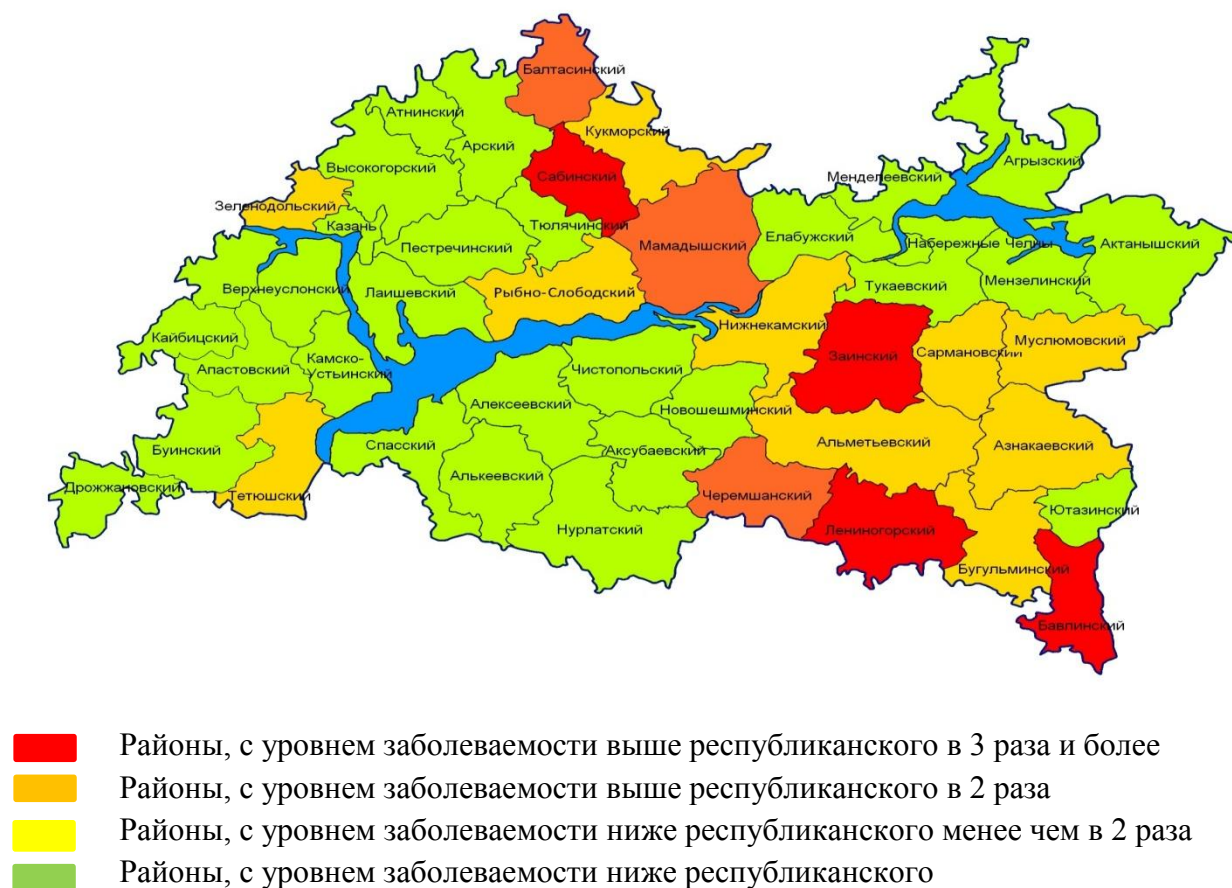 Балтасинский
Атнинский
Кукморский
Арский
Агрызский
Высокогорский
Сабинский
Менделеевский
Зеленодольский
Казань
Тюлячинский
Елабужский
Набережные Челны
Актанышский
Пестречинский
Мамадышский
Тукаевский
Мензелинский
Верхнеуслонский
Лаишевский
Рыбно-Слободский
Нижнекамский
Кайбицский
Муслюмовский
Апастовский
Камско-
Устьинский
Чистопольский
Заинский
Сармановский
Алексеевский
Новошешминский
Буинский
Спасский
Аксубаевский
Альметьевский
Азнакаевский
Алькеевский
Дрожжановский
Тетюшский
Черемшанский
Ютазинский
Нурлатский
Лениногорский
Бугульминский
Бавлинский
Районы, с уровнем заболеваемости выше республиканского в 3 раза и более
Районы, с уровнем заболеваемости выше республиканского в 2 раза
Районы, с уровнем заболеваемости ниже республиканского менее чем в 2 раза
Районы, с уровнем заболеваемости ниже республиканского